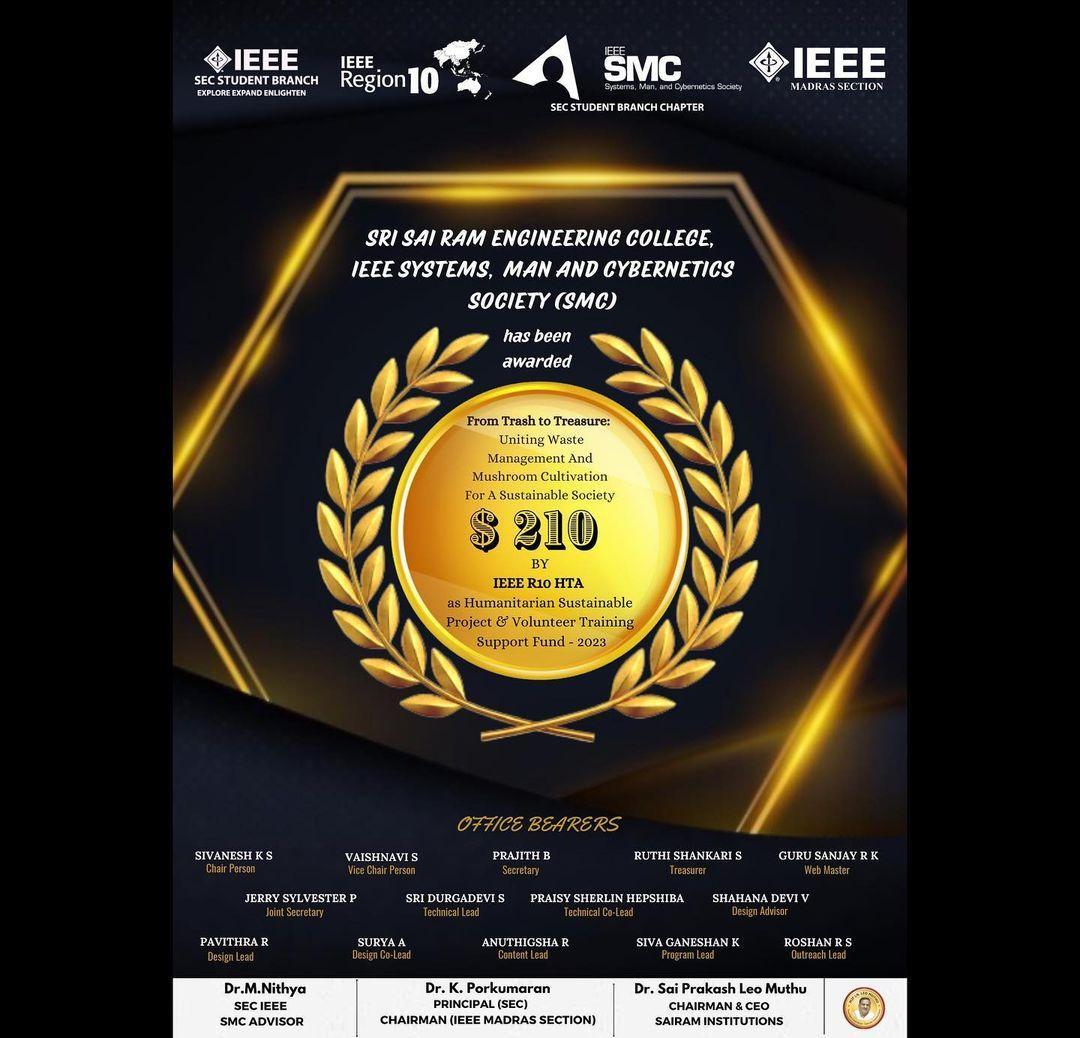 IEEE
SEC STUDENT BRANCH
EXPLORE EXPAND ENLIGHTEN
IEEE
Region 10
IEEE
SMC
Systems, Man, and Cybernetics Society
SEC STUDENT BRANCH CHAPTER
IEEE
MADRAS SECTION
SRI SAI RAM ENGINEERING COLLEGE,
IEEE SYSTEMS, MAN AND CYBERNETICS
SOCIETY (SMC)
has been
awarded
From Trash to Treasure:
Uniting Waste
Management And
Mushroom Cultivation
For A Sustainable Society
$ 210
BY
IEEE R10 HTA
as Humanitarian Sustainable
Project & Volunteer Training
Support Fund - 2023
OFFICE BEARERS
SIVANESH K S VAISHNAVI S PRAJITH B RUTHI SHANKARI S GURU SANJAY R K
Chair Person Vice Chair Person Secretary Treasurer Web Master
JERRY SYLVESTER P SRI DURGADEVI S PRAISY SHERLIN HEPSHIBA SHAHANA DEVI V
Joint Secretary Technical Lead Technical Co-Lead Design Advisor
PAVITHRA R SURYA A ANUTHIGSHA R SIVA GANESHAN K ROSHAN R S
Design Lead Design Co-Lead Content Lead Program Lead Outreach Lead
Dr.M.Nithya
SEC IEEE
SMC ADVISOR
Dr. K. Porkumaran
PRINCIPAL (SEC)
CHAIRMAN (IEEE MADRAS SECTION)
Dr. Sai Prakash Leo Muthu
CHAIRMAN & CEO
SAIRAM INSTITUTIONS